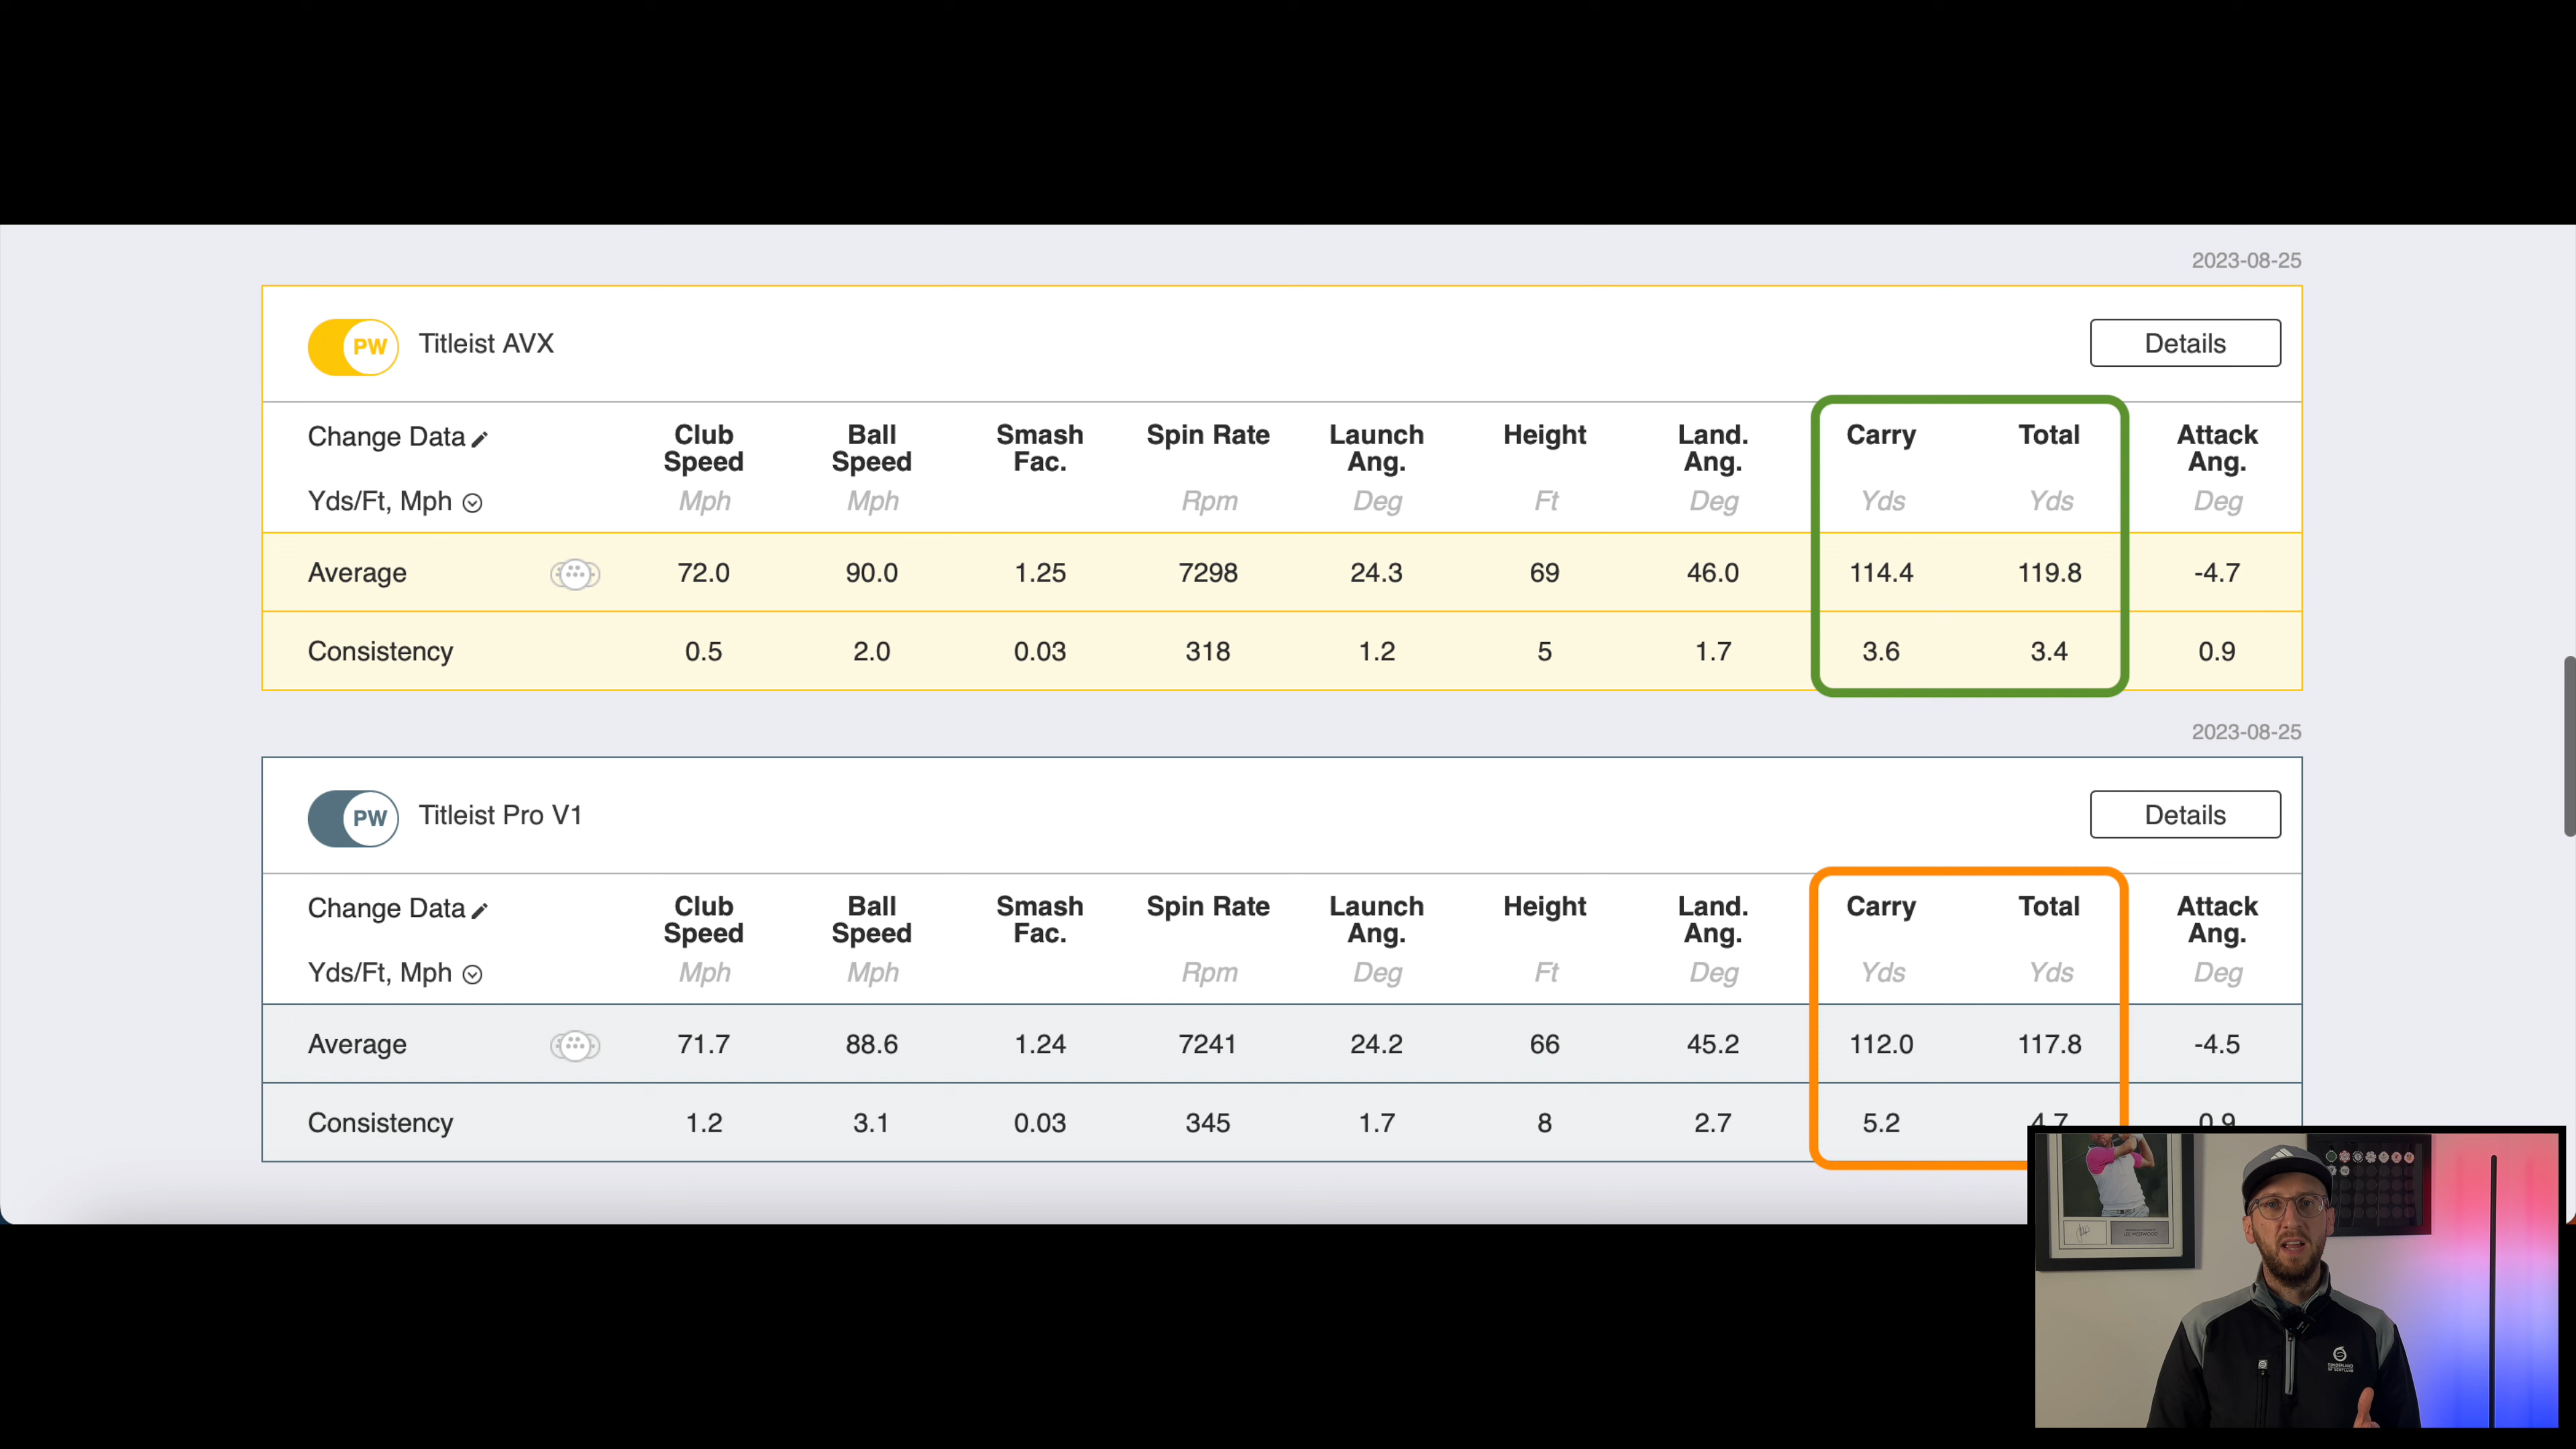 2023-08-25
PW Titleist AVX Details
Change Data Club Speed Ball Speed Smash Fac. Spin Rate Launch Ang. Height Land. Ang. Carry Total Attack Ang.
Yds/Ft, Mph Mph Mph Rpm Deg Ft Deg Yds Yds Deg
Average 72.0 90.0 1.25 7298 24.3 69 46.0 114.4 119.8 -4.7
Consistency 0.5 2.0 0.03 318 1.2 5 1.7 3.6 3.4 0.9
2023-08-25
PW Titleist Pro V1 Details
Change Data Club Speed Ball Speed Smash Fac. Spin Rate Launch Ang. Height Land. Ang. Carry Total Attack Ang.
Yds/Ft, Mph Mph Mph Rpm Deg Ft Deg Yds Yds Deg
Average 71.7 88.6 1.24 7241 24.2 66 45.2 112.0 117.8 -4.5
Consistency 1.2 3.1 0.03 345 1.7 8 2.7 5.2 4.7 0.9
LEE WESTWOOD